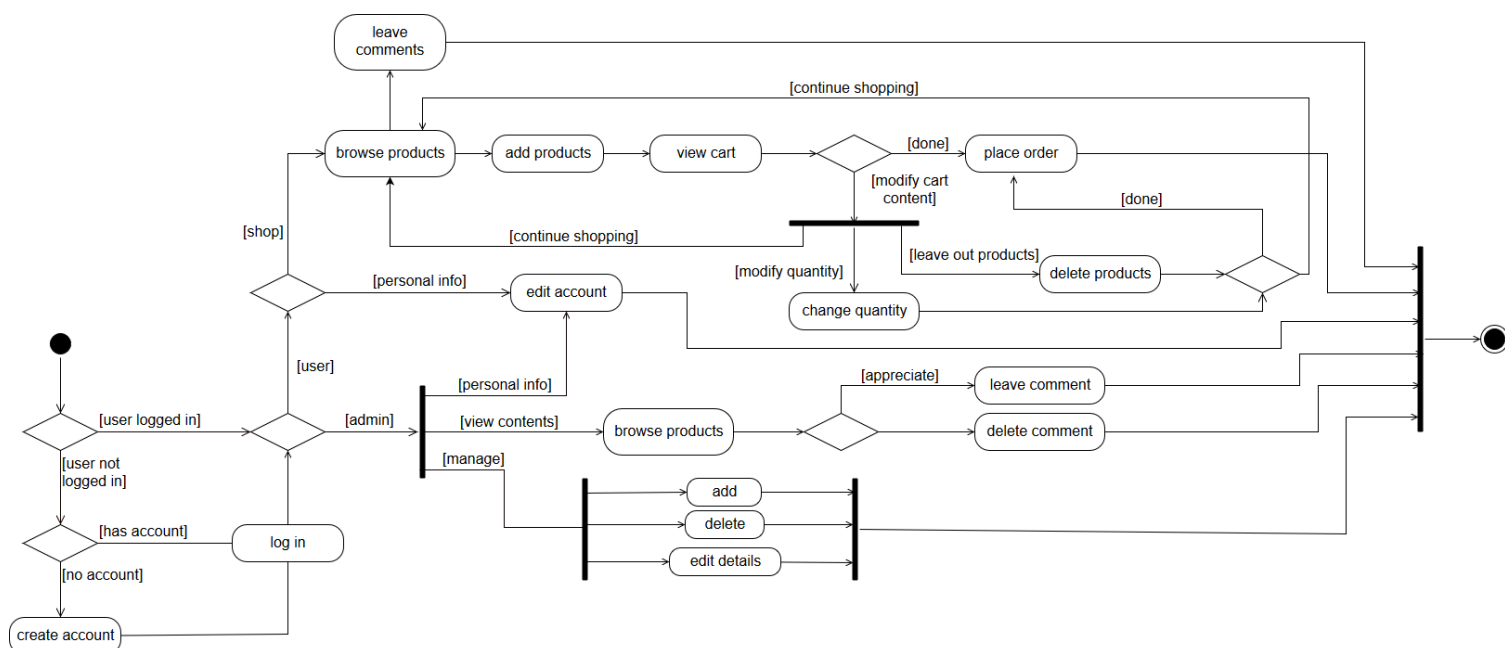 leave
comments
[continue shopping]
browse products
add products
view cart
[done]
place order
[modify cart
content]
[done]
[shop]
[continue shopping]
[leave out products]
[modify quantity]
delete products
[personal info]
edit account
change quantity
[user]
[personal info]
[appreciate]
leave comment
[user logged in]
[admin]
[view contents]
browse products
delete comment
[user not
logged in]
[manage]
add
delete
[has account]
log in
edit details
[no account]
create account